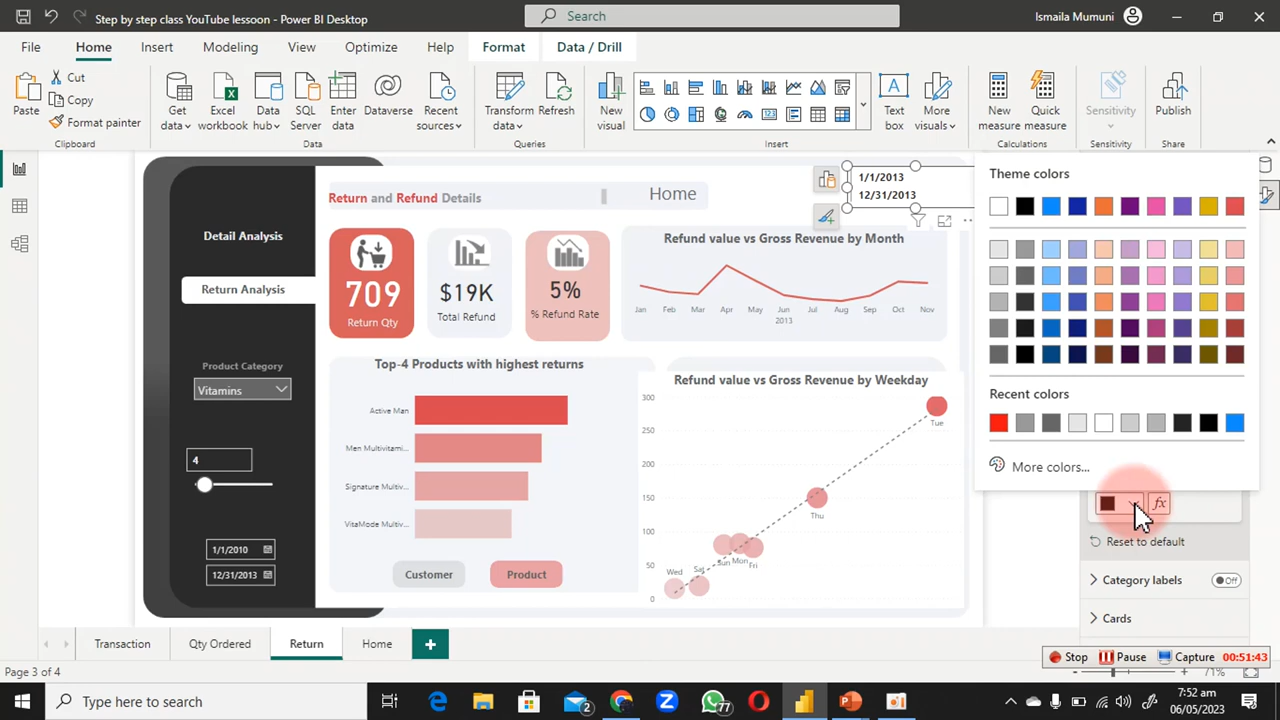 Step by step class YouTube lessoon - Power BI Desktop
Search
Ismaila Mumuni
File
Home
Insert
Modeling
View
Optimize
Help
Format
Data / Drill
Paste
Cut
Copy
Format painter
Clipboard
Get data
Excel workbook
Data hub
SQL Server
Enter data
Dataverse
Recent sources
Data
Transform data
Refresh
Queries
New visual
Text box
More visuals
Insert
New measure
Quick measure
Calculations
Sensitivity
Sensitivity
Publish
Share
Detail Analysis
Return Analysis
Product Category
Vitamins
4
1/1/2010
12/31/2013
Return and Refund Details
Home
1/1/2013
12/31/2013
709
Return Qty
$19K
Total Refund
5%
% Refund Rate
Refund value vs Gross Revenue by Month
Jan Feb Mar Apr May Jun Jul Aug Sep Oct Nov
2013
Top-4 Products with highest returns
Active Man
Men Multivitami...
Signature Multiv...
VitaMode Multiv...
Customer
Product
Refund value vs Gross Revenue by Weekday
300
250
200
150
100
50
0
Tue
Thu
Sun
Mon
Fri
Wed
Sat
Theme colors
Recent colors
More colors...
fx
Reset to default
Category labels
Off
Cards
Transaction
Qty Ordered
Return
Home
Stop
Pause
Capture
00:51:43
Page 3 of 4
71%
Type here to search
2
77
7:52 am
06/05/2023